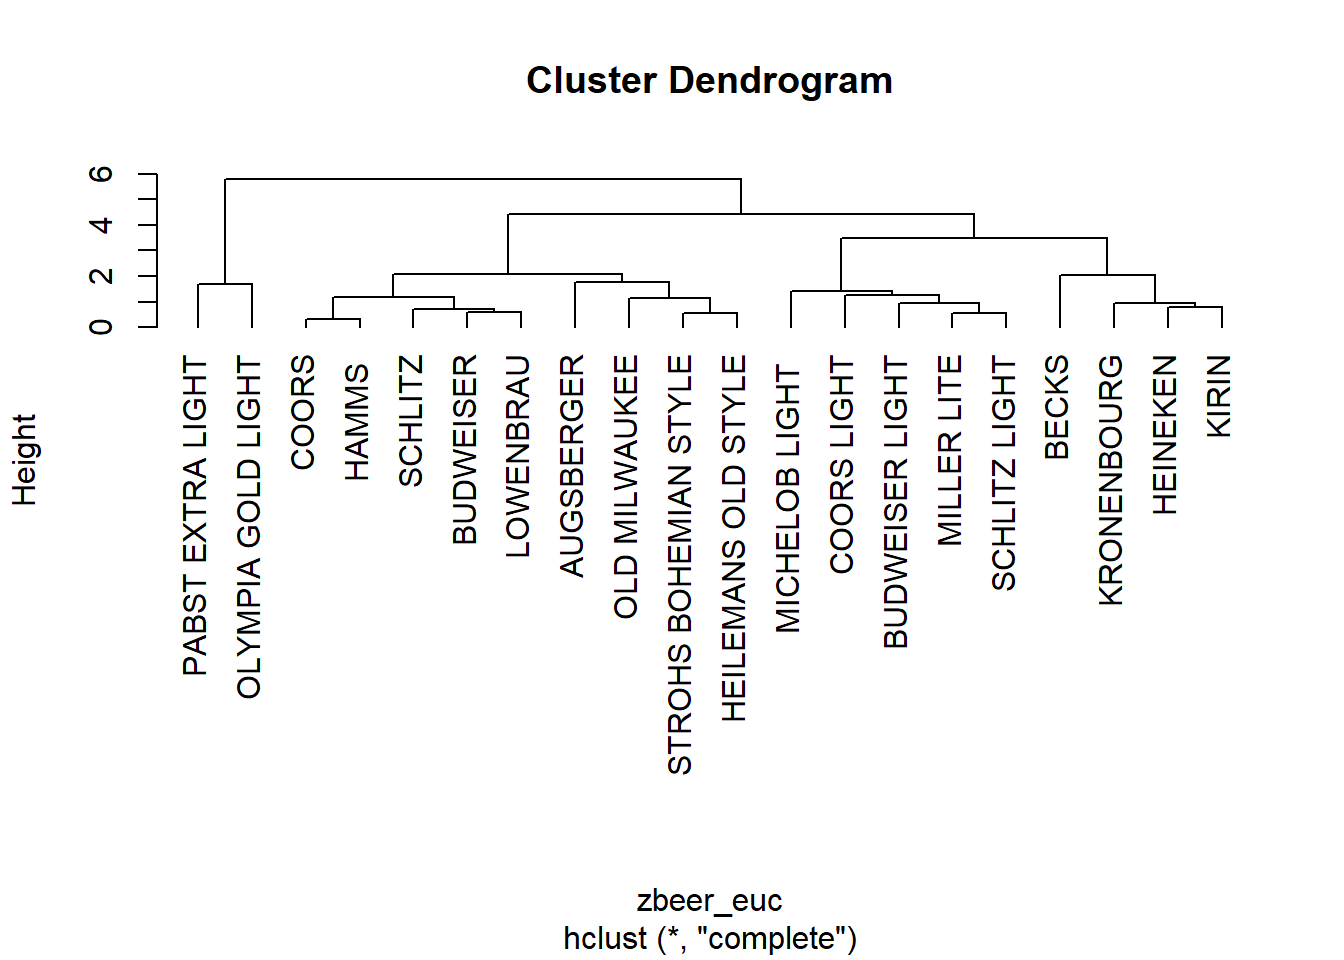 Cluster Dendrogram
Height
6
4
2
0
PABST EXTRA LIGHT
OLYMPIA GOLD LIGHT
COORS
HAMMS
SCHLITZ
BUDWEISER
LOWENBRAU
AUGSBERGER
OLD MILWAUKEE
STROHS BOHEMIAN STYLE
HEILEMANS OLD STYLE
MICHELOB LIGHT
COORS LIGHT
BUDWEISER LIGHT
MILLER LITE
SCHLITZ LIGHT
BECKS
KRONENBOURG
HEINEKEN
KIRIN
zbeer_euc
hclust (*, "complete")